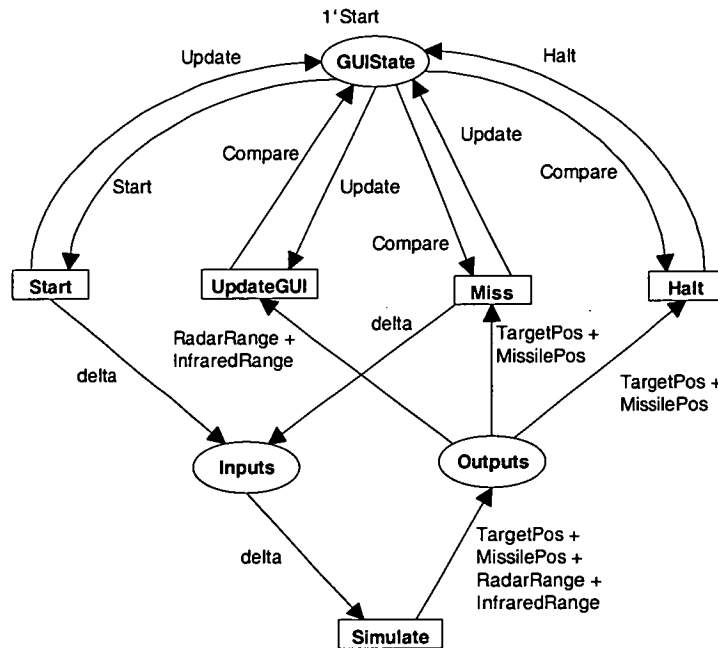 1'Start
Update
GUIState
Halt
Compare
Update
Start
Update
Compare
Compare
Start
UpdateGUI
Miss
Halt
RadarRange +
InfraredRange
delta
TargetPos +
MissilePos
delta
TargetPos +
MissilePos
Inputs
Outputs
delta
TargetPos +
MissilePos +
RadarRange +
InfraredRange
Simulate